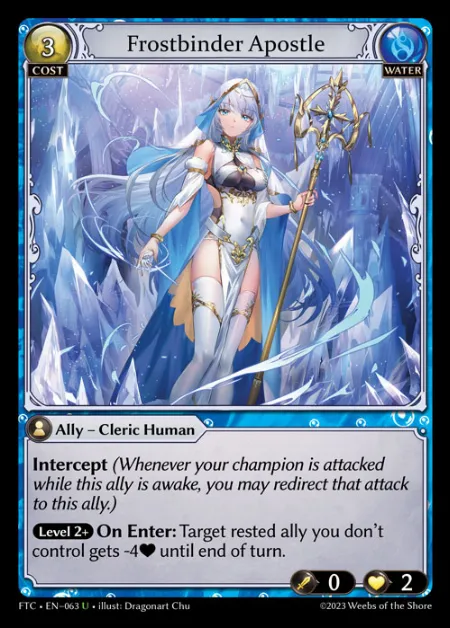 3
Frostbinder Apostle
COST
WATER
Ally – Cleric Human
Intercept (Whenever your champion is attacked
while this ally is awake, you may redirect that attack
to this ally.)
Level 2+ On Enter: Target rested ally you don’t
control gets -4♥ until end of turn.
0
2
FTC • EN-063 U • illust: Dragonart Chu
©2023 Weebs of the Shore